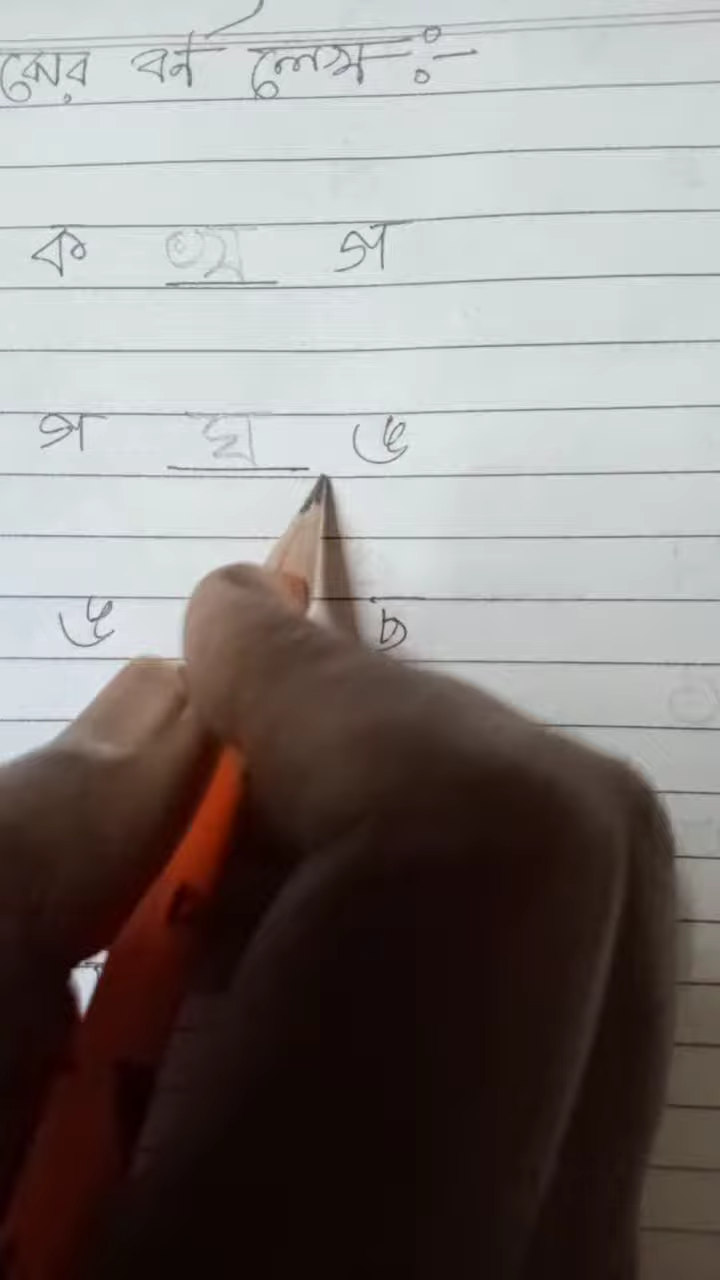 ঝের বর্ন লেখ :-
ক খ গ
গ ঘ ঙ
ঙ চ